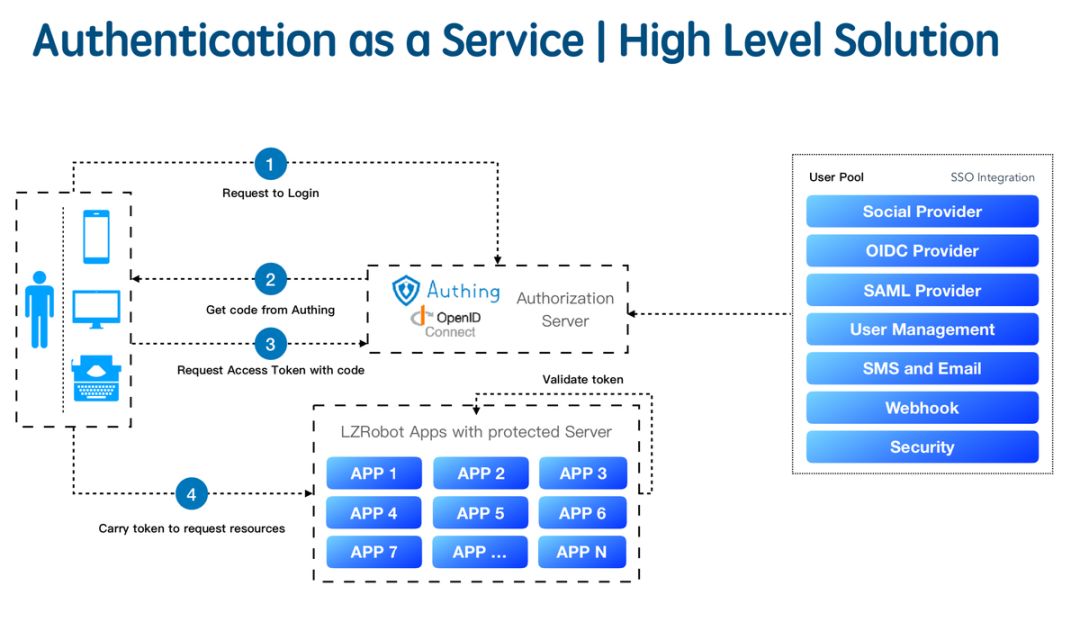 Authentication as a Service | High Level Solution
1
Request to Login
2
Get code from Authing
3
Request Access Token with code
Authing
OpenID
Connect
Authorization
Server
Validate token
LZRobot Apps with protected Server
APP 1
APP 2
APP 3
APP 4
APP 5
APP 6
APP 7
APP ...
APP N
4
Carry token to request resources
User Pool
SSO Integration
Social Provider
OIDC Provider
SAML Provider
User Management
SMS and Email
Webhook
Security